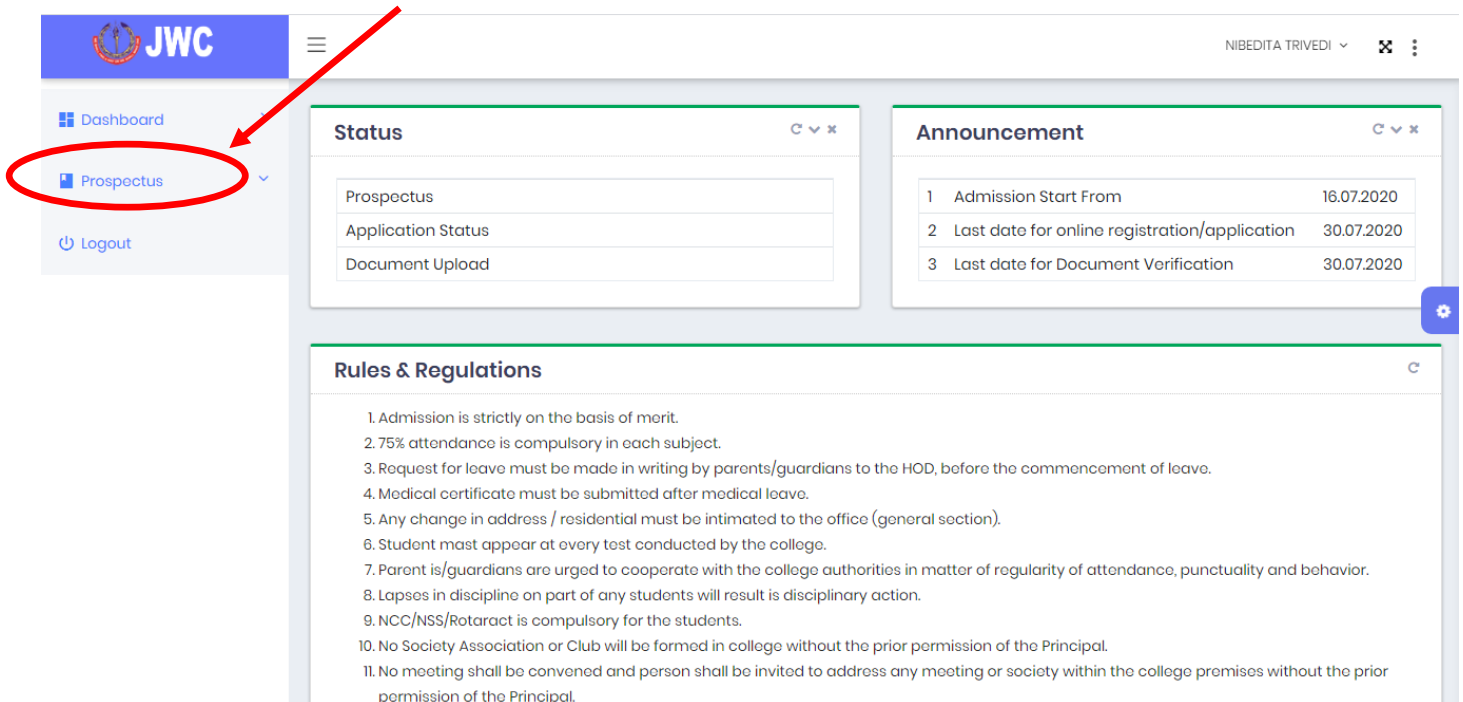 JWC
NIBEDITA TRIVEDI
Dashboard
Prospectus
Logout
Status
Prospectus
Application Status
Document Upload
Announcement
1 Admission Start From 16.07.2020
2 Last date for online registration/application 30.07.2020
3 Last date for Document Verification 30.07.2020
Rules & Regulations
1. Admission is strictly on the basis of merit.
2. 75% attendance is compulsory in each subject.
3. Request for leave must be made in writing by parents/guardians to the HOD, before the commencement of leave.
4. Medical certificate must be submitted after medical leave.
5. Any change in address / residential must be intimated to the office (general section).
6. Student mast appear at every test conducted by the college.
7. Parent is/guardians are urged to cooperate with the college authorities in matter of regularity of attendance, punctuality and behavior.
8. Lapses in discipline on part of any students will result is disciplinary action.
9. NCC/NSS/Rotaract is compulsory for the students.
10. No Society Association or Club will be formed in college without the prior permission of the Principal.
11. No meeting shall be convened and person shall be invited to address any meeting or society within the college premises without the prior
permission of the Principal.